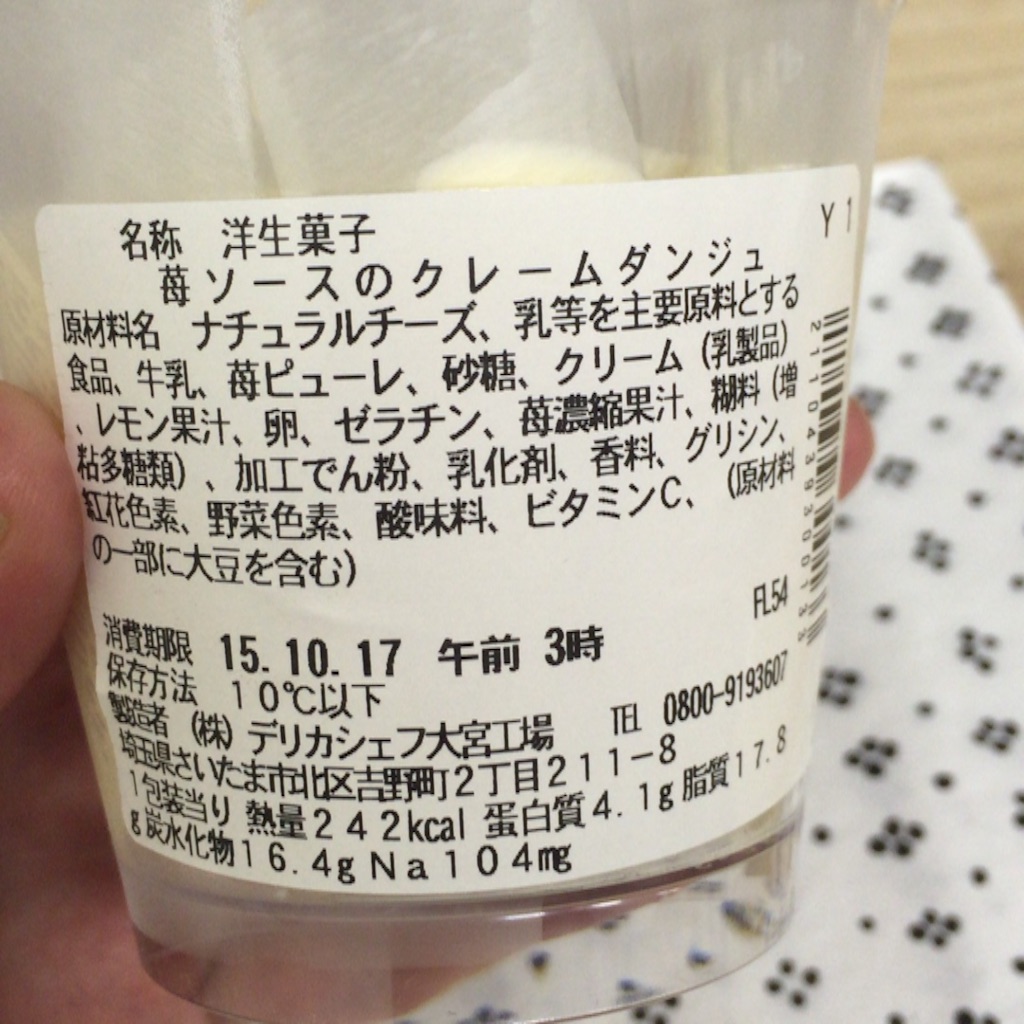 Y1
名称 洋生菓子
苺ソースのクレームダンジュ
原材料名 ナチュラルチーズ、乳等を主要原料とする
食品、牛乳、苺ピューレ、砂糖、クリーム(乳製品)
、レモン果汁、卵、ゼラチン、苺濃縮果汁、糊料(増
粘多糖類)、加工でん粉、乳化剤、香料、グリシン、
紅花色素、野菜色素、酸味料、ビタミンC、(原材料
の一部に大豆を含む)
2110439300133
FL54
消費期限 15.10.17 午前 3時
保存方法 10℃以下
製造者 (株)デリカシェフ大宮工場 TEL 0800-9193607
埼玉県さいたま市北区吉野町2丁目211-8
1包装当り 熱量242kcal 蛋白質4.1g 脂質17.8
g炭水化物16.4g Na104mg